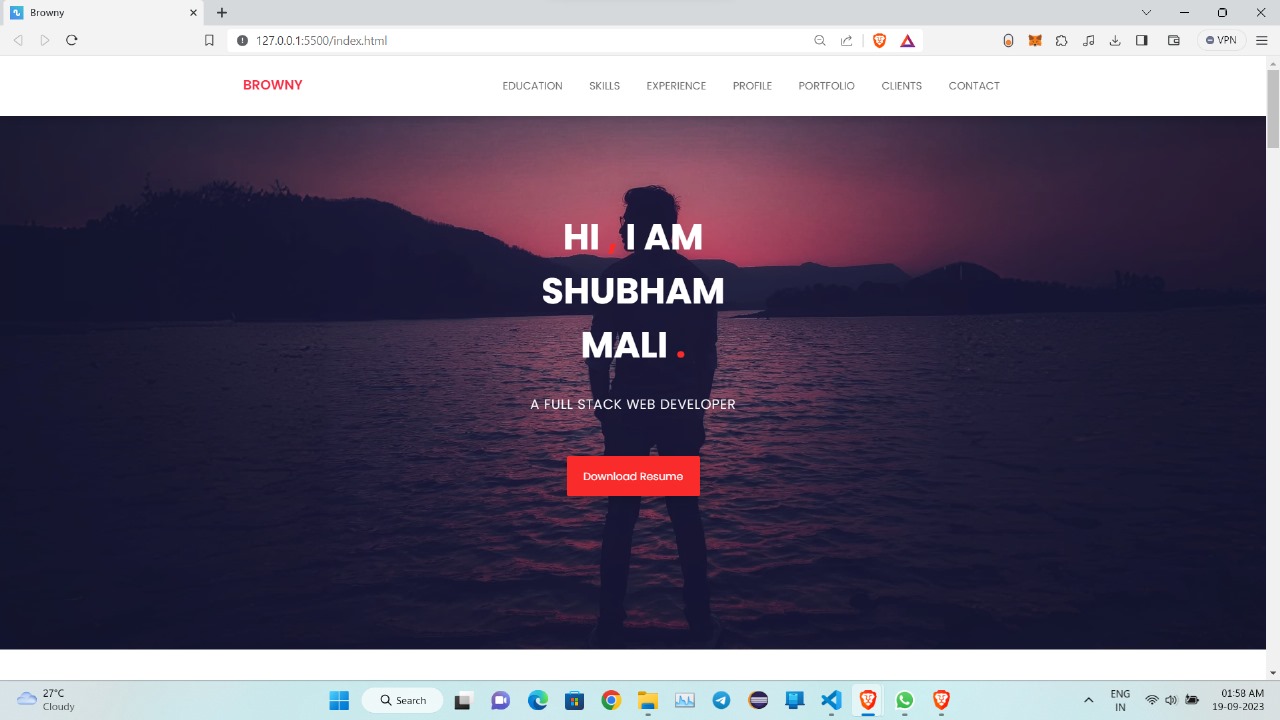 Browny
127.0.0.1:5500/index.html
VPN
BROWNY
EDUCATION SKILLS EXPERIENCE PROFILE PORTFOLIO CLIENTS CONTACT
HI . I AM
SHUBHAM
MALI .
A FULL STACK WEB DEVELOPER
Download Resume
27°C
Cloudy
Search
ENG
IN
01:58 AM
19-09-2023